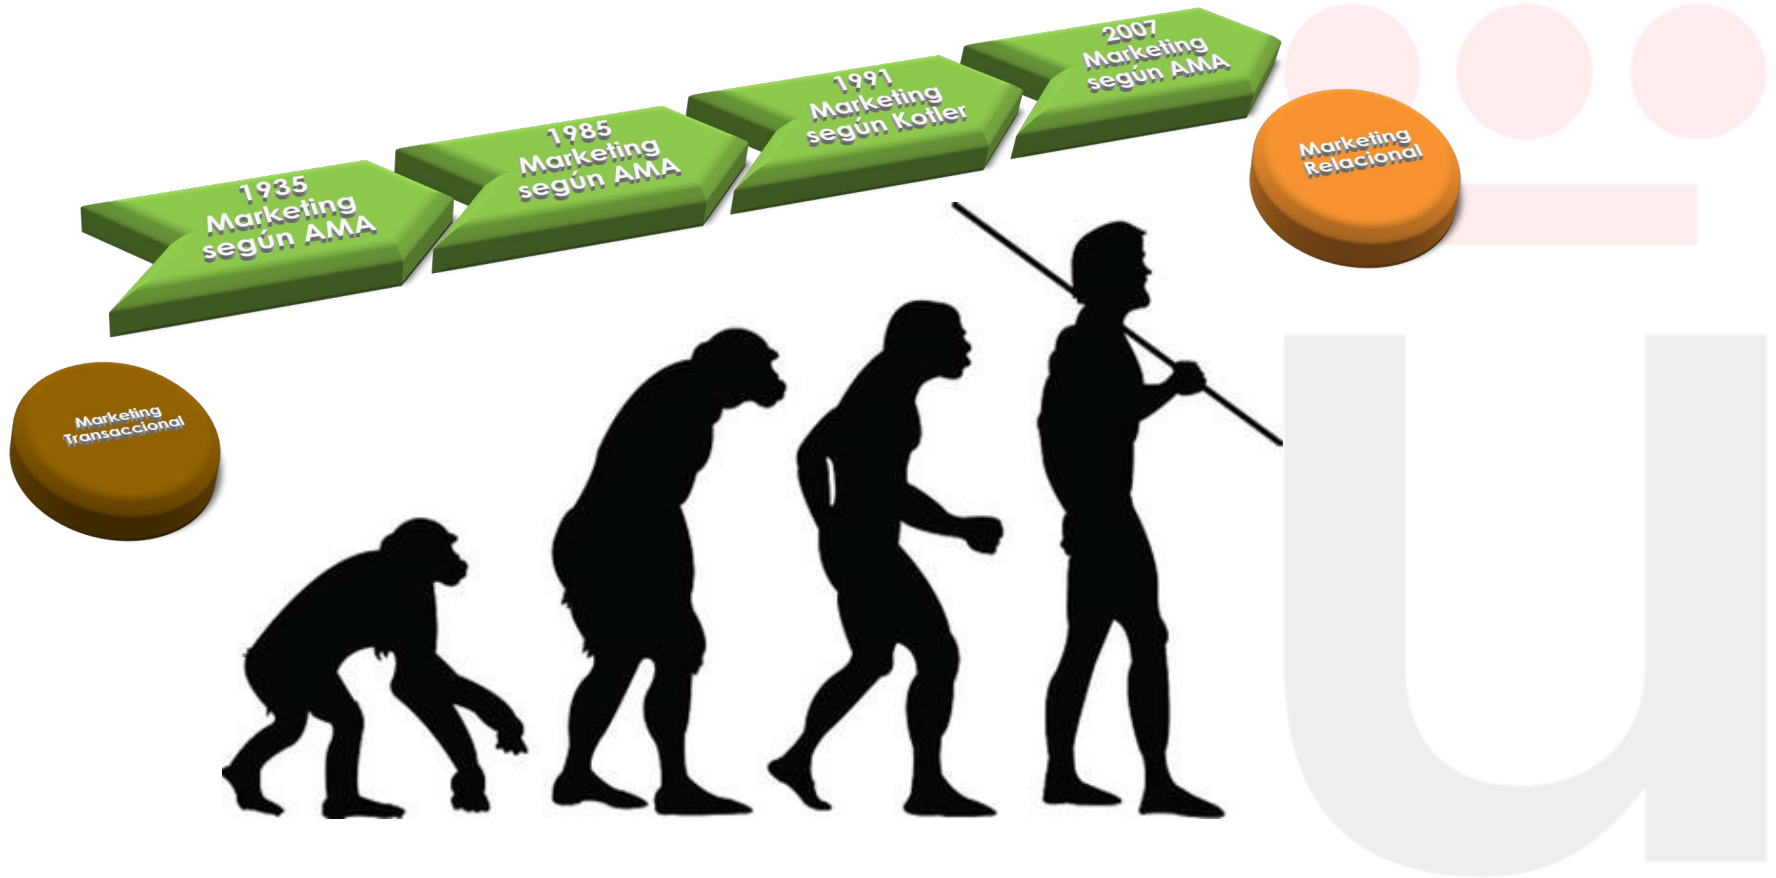 1935
Marketing
según AMA
1985
Marketing
según AMA
1991
Marketing
según Kotler
2007
Marketing
según AMA
Marketing
Relacional
Marketing
Transaccional
ü